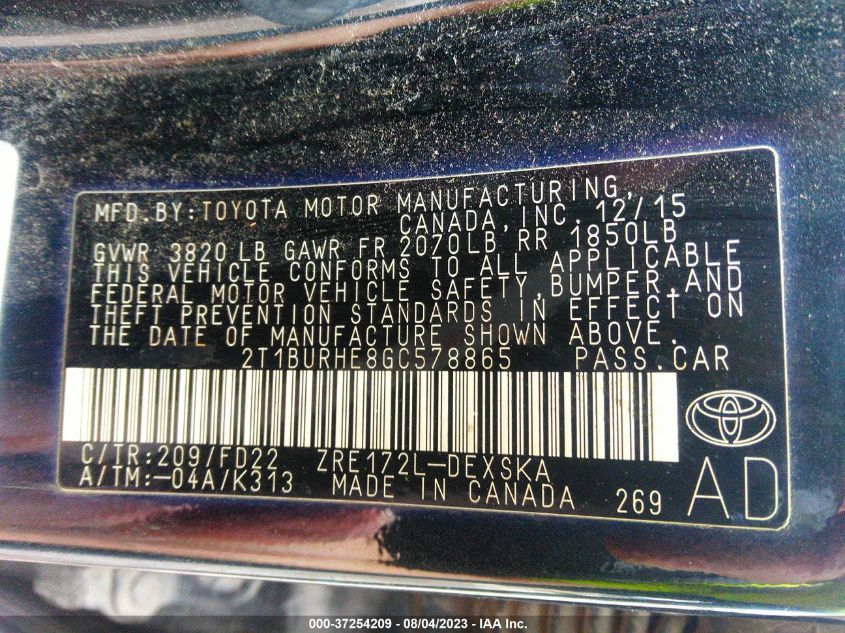 MFD.BY:TOYOTA MOTOR MANUFACTURING,
CANADA,INC. 12/15
GVWR 3820 LB GAWR FR 2070LB RR 1850LB
THIS VEHICLE CONFORMS TO ALL APPLICABLE
FEDERAL MOTOR VEHICLE SAFETY,BUMPER,AND
THEFT PREVENTION STANDARDS IN EFFECT ON
THE DATE OF MANUFACTURE SHOWN ABOVE.
2T1BURHE8GC578865 PASS.CAR
C/TR:209/FD22 ZRE172L-DEXSKA
A/TM:-04A/K313 MADE IN CANADA 269
AD
000-37254209 - 08/04/2023 - IAA Inc.